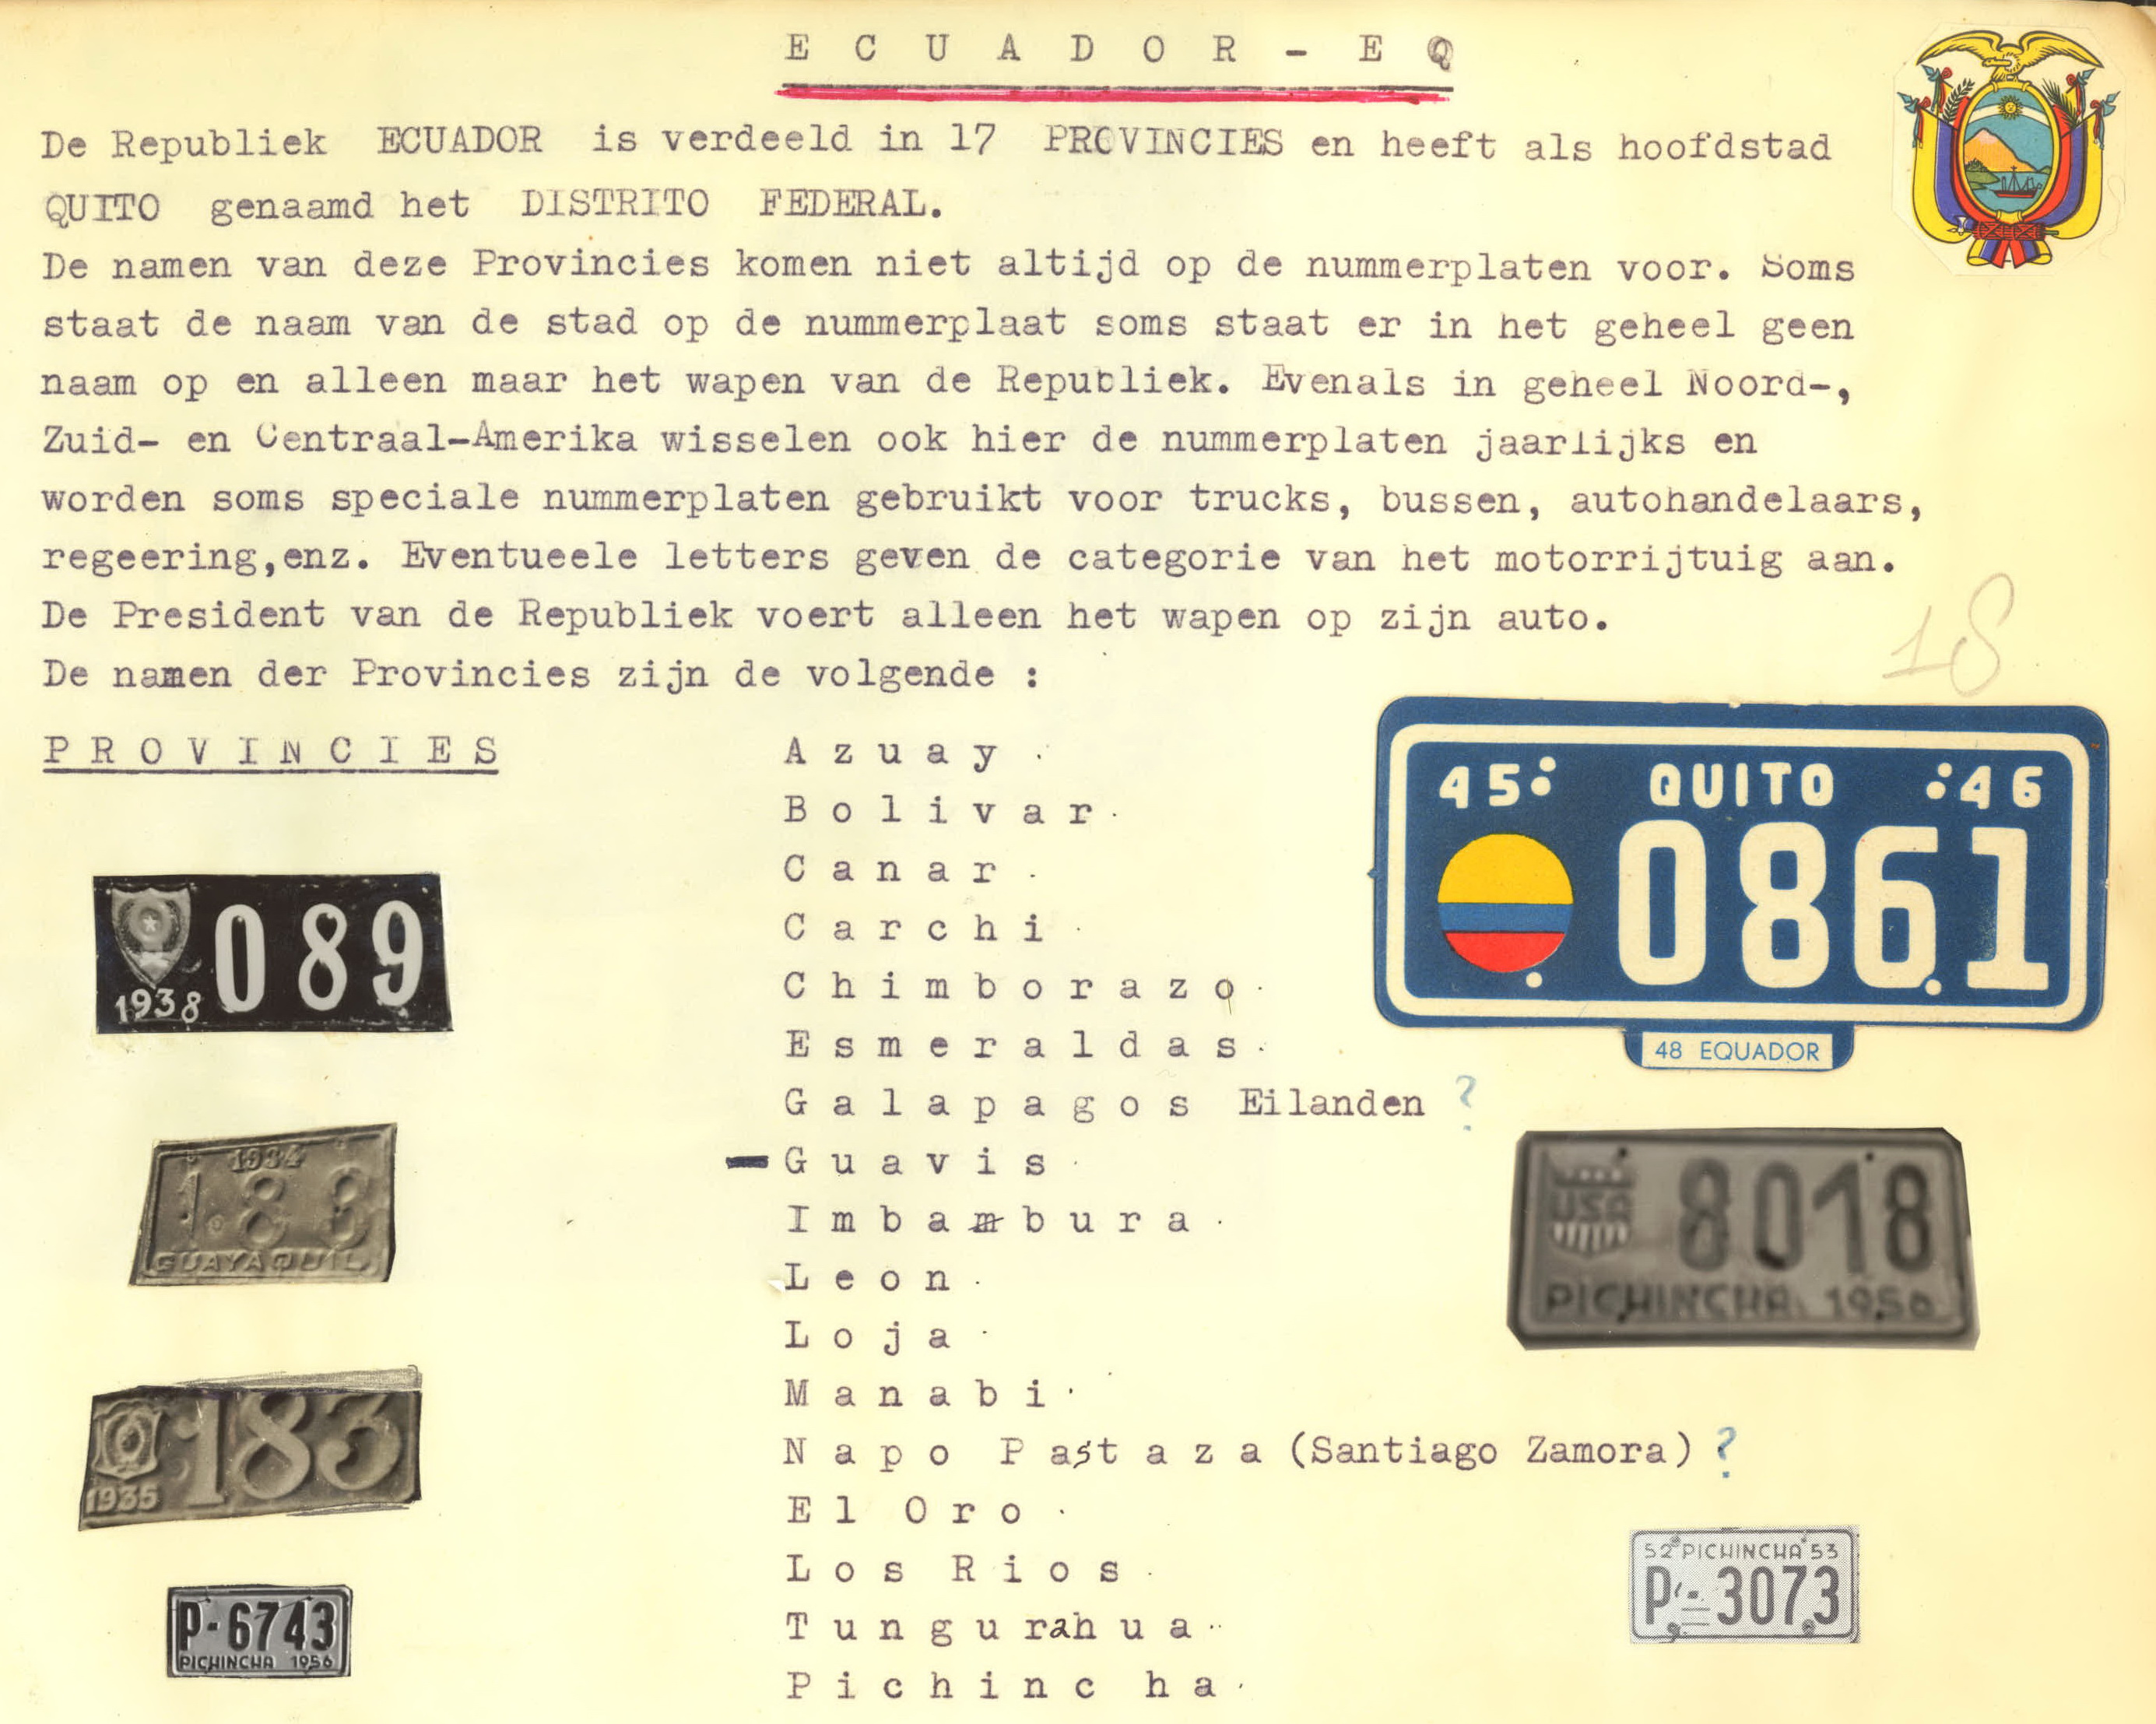 E C U A D O R - E Q
De Republiek ECUADOR is verdeeld in 17 PROVINCIES en heeft als hoofdstad
QUITO genaamd het DISTRITO FEDERAL.
De namen van deze Provincies komen niet altijd op de nummerplaten voor. Soms
staat de naam van de stad op de nummerplaat soms staat er in het geheel geen
naam op en alleen maar het wapen van de Republiek. Evenals in geheel Noord-,
Zuid- en Centraal-Amerika wisselen ook hier de nummerplaten jaarlijks en
worden soms speciale nummerplaten gebruikt voor trucks, bussen, autohandelaars,
regeering,enz. Eventueele letters geven de categorie van het motorrijtuig aan.
De President van de Republiek voert alleen het wapen op zijn auto.
18
De namen der Provincies zijn de volgende :
P R O V I N C I E S
A z u a y .
B o l i v a r .
C a n a r .
C a r c h i .
C h i m b o r a z o .
E s m e r a l d a s .
G a l a p a g o s Eilanden ?
- G u a v i s .
I m b a m b u r a .
L e o n .
L o j a .
M a n a b i .
N a p o P a s t a z a (Santiago Zamora) ?
E l O r o .
L o s R i o s .
T u n g u r a h u a .
P i c h i n c h a .
089
1938
1934
1.88
GUAYAQUIL
183
1935
P-6743
PICHINCHA 1956
45: QUITO :46
0861
48 EQUADOR
USA 8018
PICHINCHA 1956
52 PICHINCHA 53
P-3073